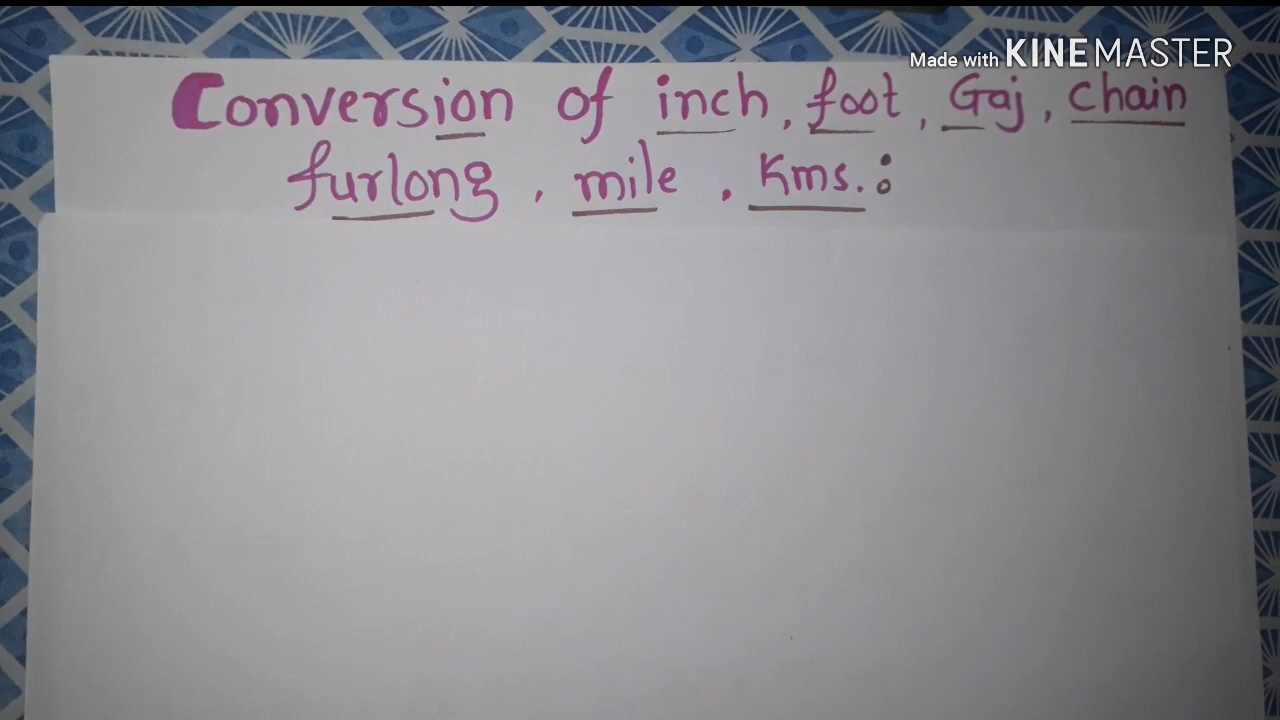 Made with KINEMASTER
Conversion of inch, foot, Gaj, chain
furlong, mile, Kms.: